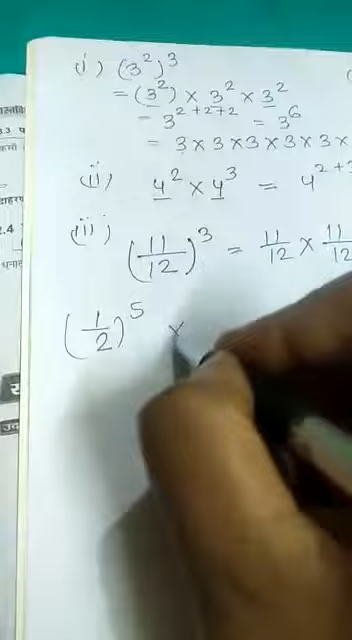 (i) (3²)³
= (3²) × 3² × 3²
= 3²⁺²⁺² = 3⁶
= 3 × 3 × 3 × 3 × 3 ×
(ii) 4² × 4³ = 4²⁺
(iii) (11/12)³ = 11/12 × 11/12
(1/2)⁵ ×